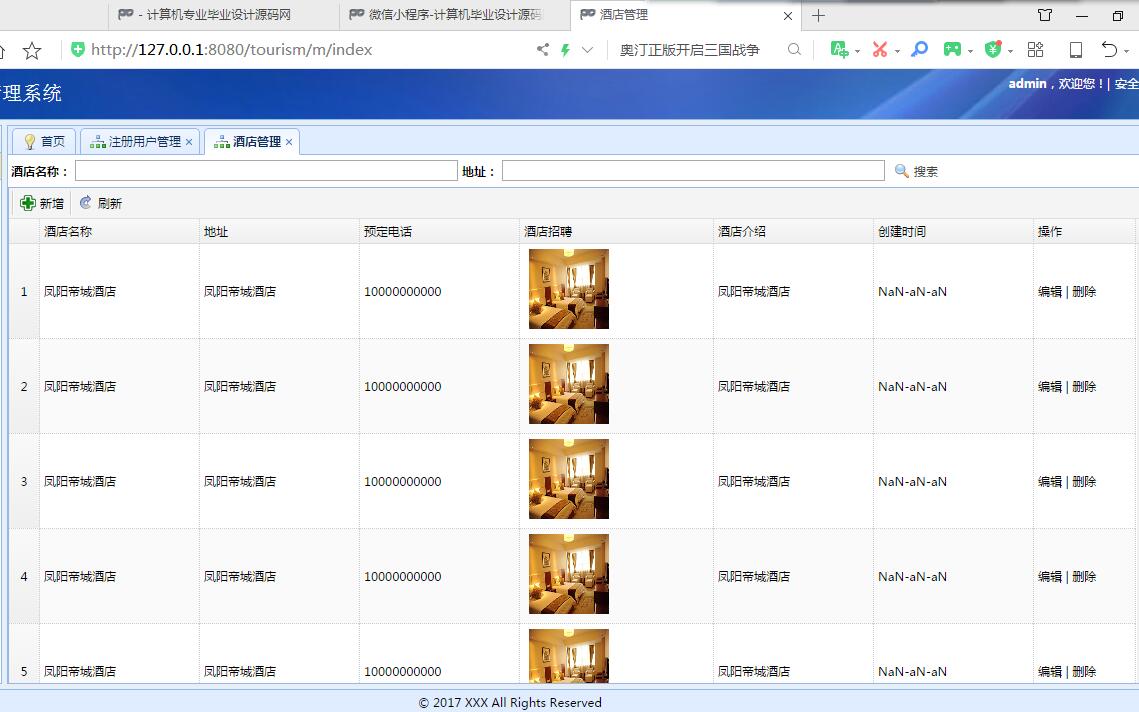 - 计算机专业毕业设计源码网
微信小程序-计算机毕业设计源码
酒店管理
http://127.0.0.1:8080/tourism/m/index
奥汀正版开启三国战争
理系统
admin，欢迎您！| 安全
首页
注册用户管理
酒店管理
酒店名称：
地址：
搜索
新增
刷新
酒店名称 地址 预定电话 酒店招聘 酒店介绍 创建时间 操作
1 凤阳帝城酒店 凤阳帝城酒店 10000000000 凤阳帝城酒店 NaN-aN-aN 编辑 | 删除
2 凤阳帝城酒店 凤阳帝城酒店 10000000000 凤阳帝城酒店 NaN-aN-aN 编辑 | 删除
3 凤阳帝城酒店 凤阳帝城酒店 10000000000 凤阳帝城酒店 NaN-aN-aN 编辑 | 删除
4 凤阳帝城酒店 凤阳帝城酒店 10000000000 凤阳帝城酒店 NaN-aN-aN 编辑 | 删除
5 凤阳帝城酒店 凤阳帝城酒店 10000000000 凤阳帝城酒店 NaN-aN-aN 编辑 | 删除
© 2017 XXX All Rights Reserved